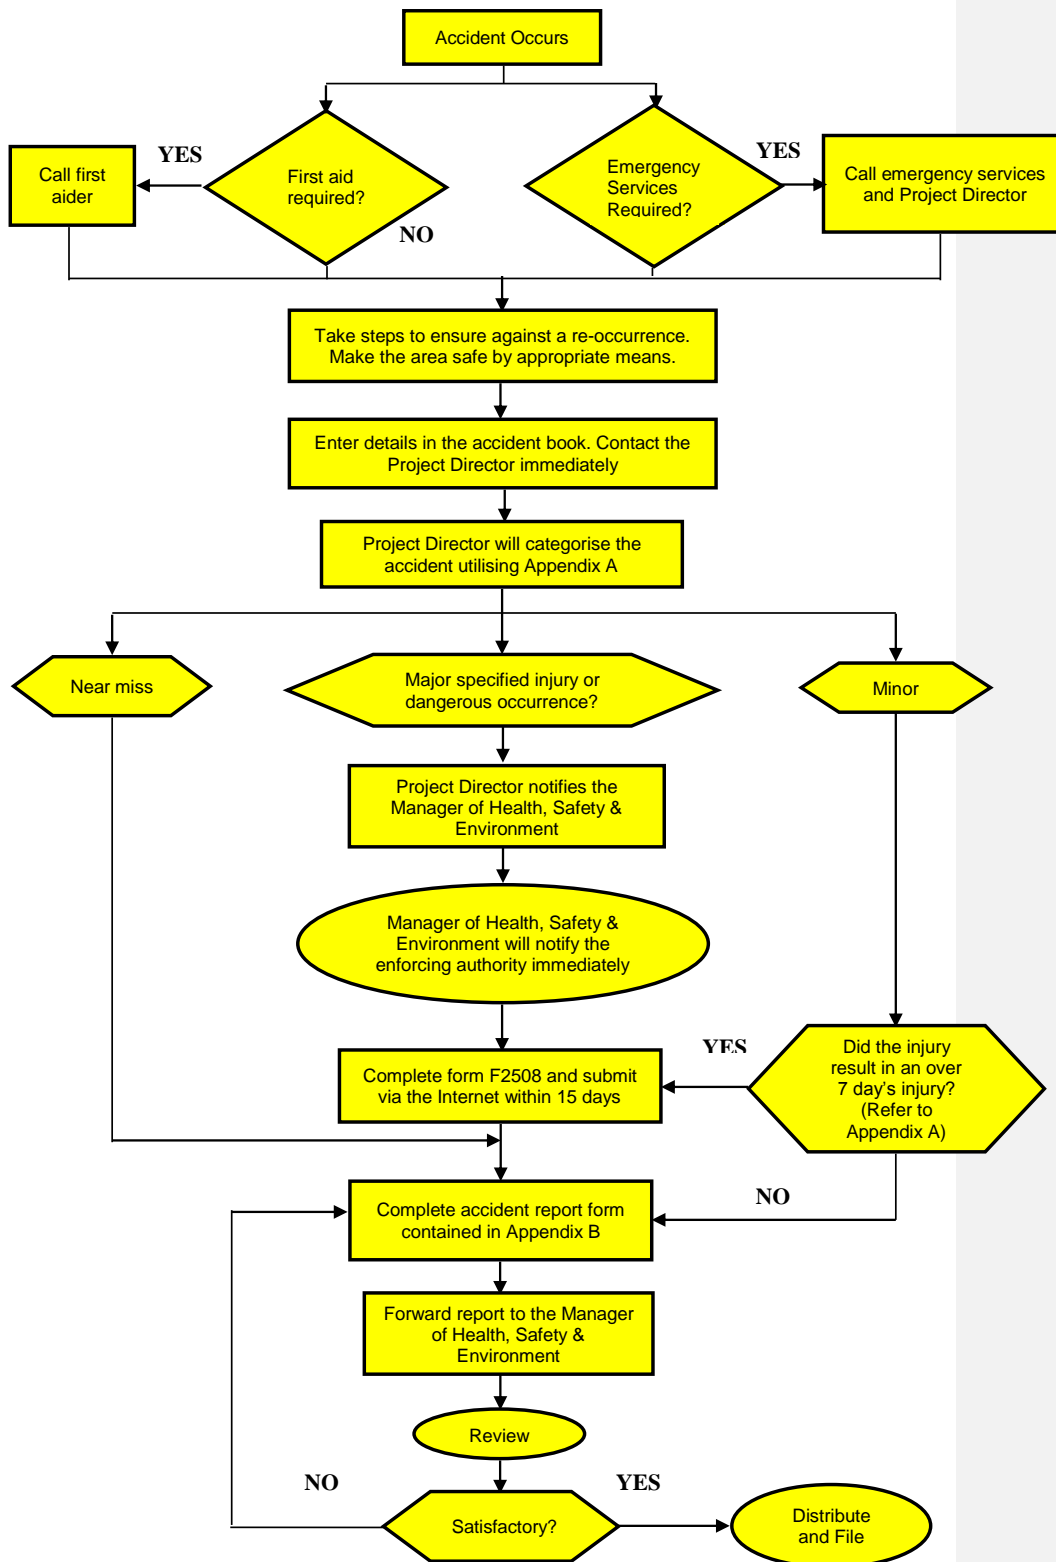 Accident Occurs
YES
YES
Call first
aider
First aid
required?
Emergency
Services
Required?
Call emergency services
and Project Director
NO
Take steps to ensure against a re-occurrence.
Make the area safe by appropriate means.
Enter details in the accident book. Contact the
Project Director immediately
Project Director will categorise the
accident utilising Appendix A
Near miss
Major specified injury or
dangerous occurrence?
Minor
Project Director notifies the
Manager of Health, Safety &
Environment
Manager of Health, Safety &
Environment will notify the
enforcing authority immediately
YES
Complete form F2508 and submit
via the Internet within 15 days
Did the injury
result in an over
7 day's injury?
(Refer to
Appendix A)
NO
Complete accident report form
contained in Appendix B
Forward report to the Manager
of Health, Safety &
Environment
Review
NO
YES
Satisfactory?
Distribute
and File